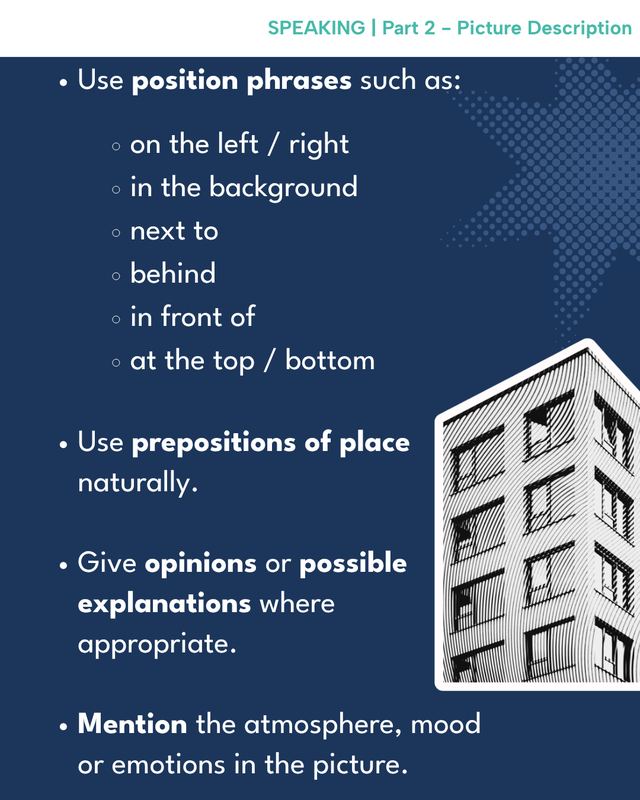 SPEAKING | Part 2 – Picture Description
• Use position phrases such as:
◦ on the left / right
◦ in the background
◦ next to
◦ behind
◦ in front of
◦ at the top / bottom
• Use prepositions of place
naturally.
• Give opinions or possible
explanations where
appropriate.
• Mention the atmosphere, mood
or emotions in the picture.